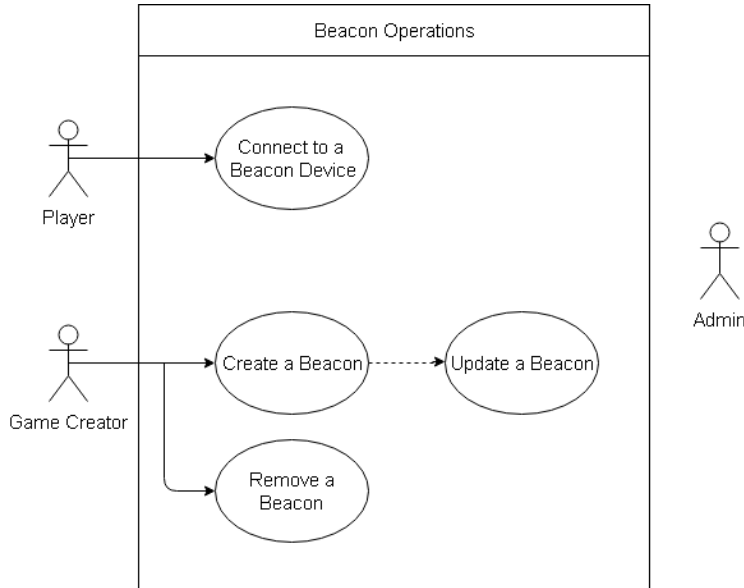 Beacon Operations
Connect to a
Beacon Device
Player
Admin
Create a Beacon
Update a Beacon
Game Creator
Remove a
Beacon